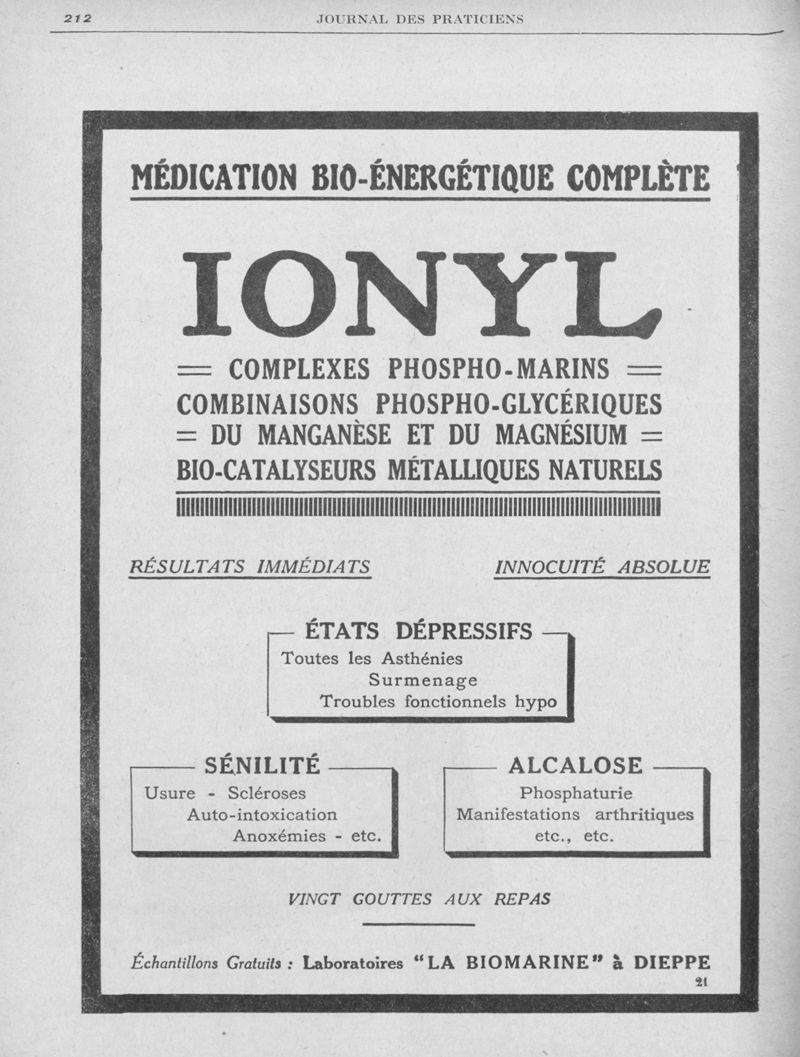 212
JOURNAL DES PRATICIENS
MÉDICATION BIO-ÉNERGÉTIQUE COMPLÈTE
IONYL
= COMPLEXES PHOSPHO-MARINS =
COMBINAISONS PHOSPHO-GLYCÉRIQUES
= DU MANGANÈSE ET DU MAGNÉSIUM =
BIO-CATALYSEURS MÉTALLIQUES NATURELS
RÉSULTATS IMMÉDIATS
INNOCUITÉ ABSOLUE
ÉTATS DÉPRESSIFS
Toutes les Asthénies
Surmenage
Troubles fonctionnels hypo
SÉNILITÉ
Usure - Scléroses
Auto-intoxication
Anoxémies - etc.
ALCALOSE
Phosphaturie
Manifestations arthritiques
etc., etc.
VINGT GOUTTES AUX REPAS
Échantillons Gratuits : Laboratoires “LA BIOMARINE” à DIEPPE
21